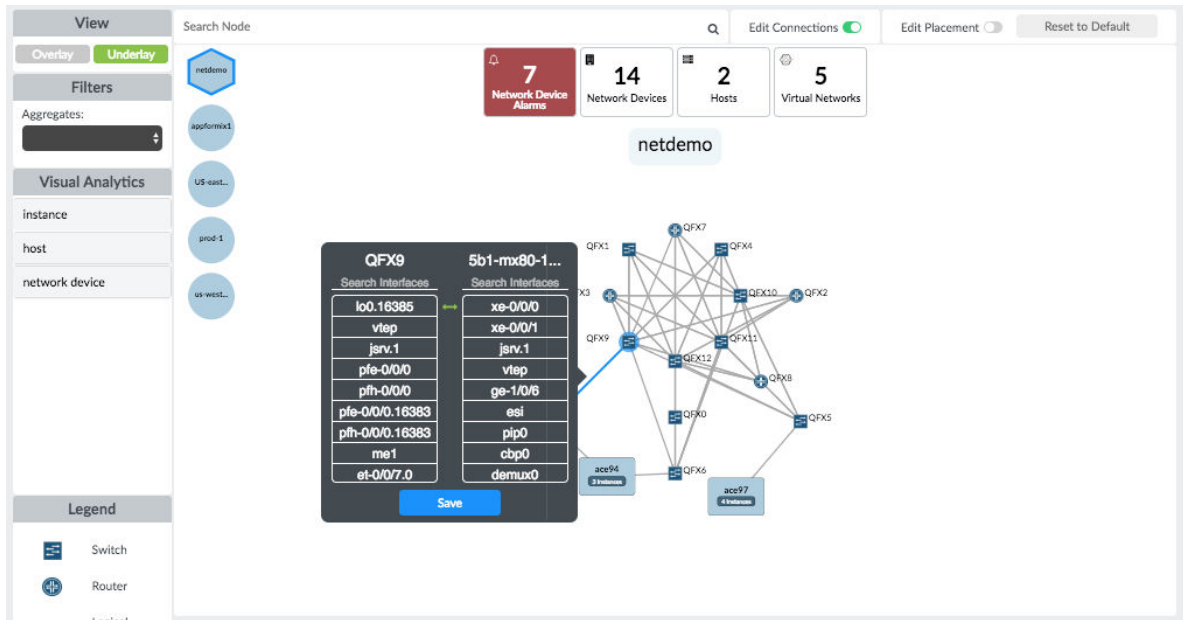 View
Overlay Underlay
Filters
Aggregates:
Visual Analytics
instance
host
network device
Legend
Switch
Router
Search Node
Edit Connections
Edit Placement
Reset to Default
netdemo
appformix1
US-east...
prod-1
us-west...
7
Network Device
Alarms
14
Network Devices
2
Hosts
5
Virtual Networks
netdemo
QFX9 5b1-mx80-1...
Search Interfaces Search Interfaces
lo0.16385 xe-0/0/0
vtep xe-0/0/1
jsrv.1 jsrv.1
pfe-0/0/0 vtep
pfh-0/0/0 ge-1/0/6
pfe-0/0/0.16383 esi
pfh-0/0/0.16383 pip0
me1 cbp0
et-0/0/7.0 demux0
Save
QFX7
QFX1
QFX4
X3
QFX10
QFX2
QFX9
QFX11
QFX12
QFX8
QFX0
QFX5
QFX6
ace94
3 Instances
ace97
4 Instances